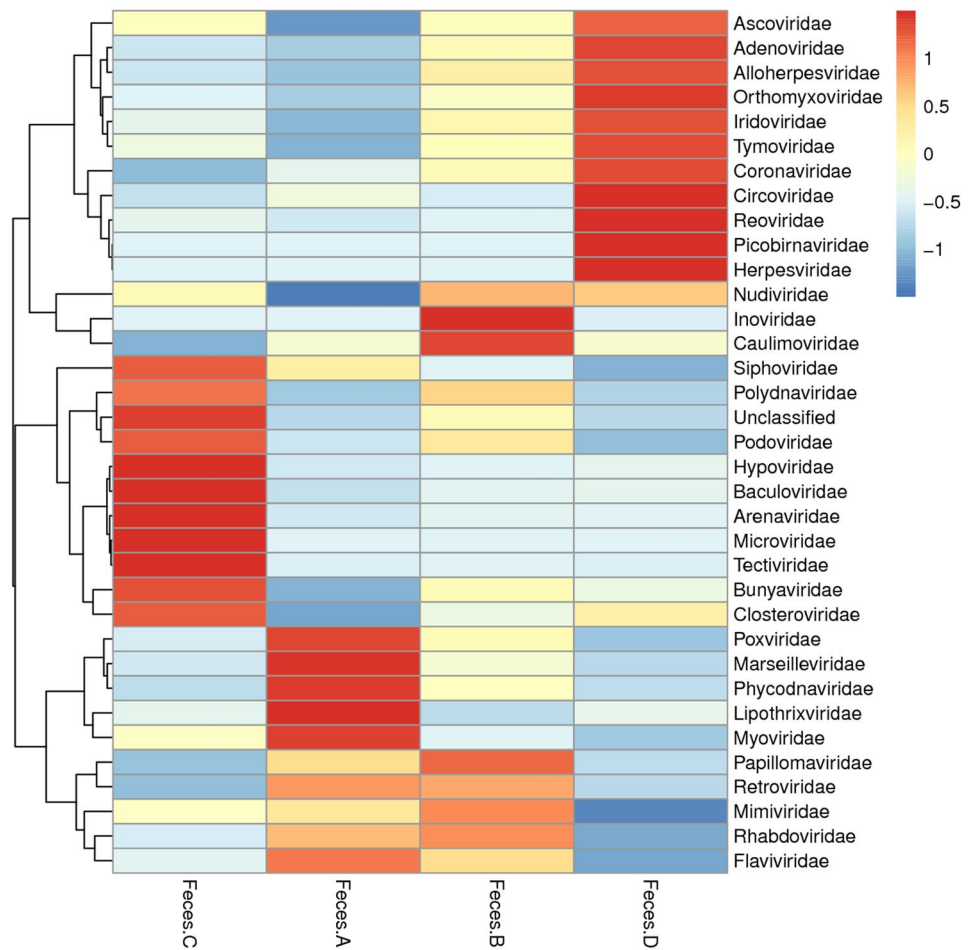 Ascoviridae
Adenoviridae
Alloherpesviridae
Orthomyxoviridae
Iridoviridae
Tymoviridae
Coronaviridae
Circoviridae
Reoviridae
Picobirnaviridae
Herpesviridae
Nudiviridae
Inoviridae
Caulimoviridae
Siphoviridae
Polydnaviridae
Unclassified
Podoviridae
Hypoviridae
Baculoviridae
Arenaviridae
Microviridae
Tectiviridae
Bunyaviridae
Closteroviridae
Poxviridae
Marseilleviridae
Phycodnaviridae
Lipothrixviridae
Myoviridae
Papillomaviridae
Retroviridae
Mimiviridae
Rhabdoviridae
Flaviviridae
1
0.5
0
−0.5
−1
Feces.C
Feces.A
Feces.B
Feces.D